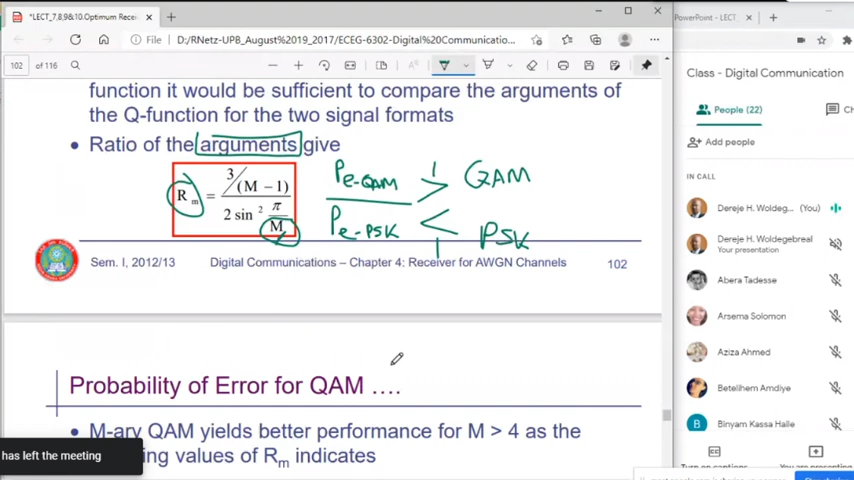 *LECT_7,8,9&10.Optimum Rece
PowerPoint - LECT_
File
D:/RNetz-UPB_August%2019_2017/ECEG-6302-Digital%20Communicatio...
102 of 116
Class - Digital Communication
People (22)
Add people
IN CALL
Dereje H. Woldeg... (You)
Dereje H. Woldegebreal
Your presentation
Abera Tadesse
Arsema Solomon
Aziza Ahmed
Betelihem Amdiye
Binyam Kassa Halle
Turn on captions
You are presenting
function it would be sufficient to compare the arguments of
the Q-function for the two signal formats
• Ratio of the arguments give
R m = 3/(M − 1) / 2 sin 2 π/M
Pe-QAM > 1 QAM
Pe-PSK < 1 PSK
Sem. I, 2012/13 Digital Communications – Chapter 4: Receiver for AWGN Channels 102
Probability of Error for QAM ….
• M-ary QAM yields better performance for M > 4 as the
ing values of Rm indicates
has left the meeting